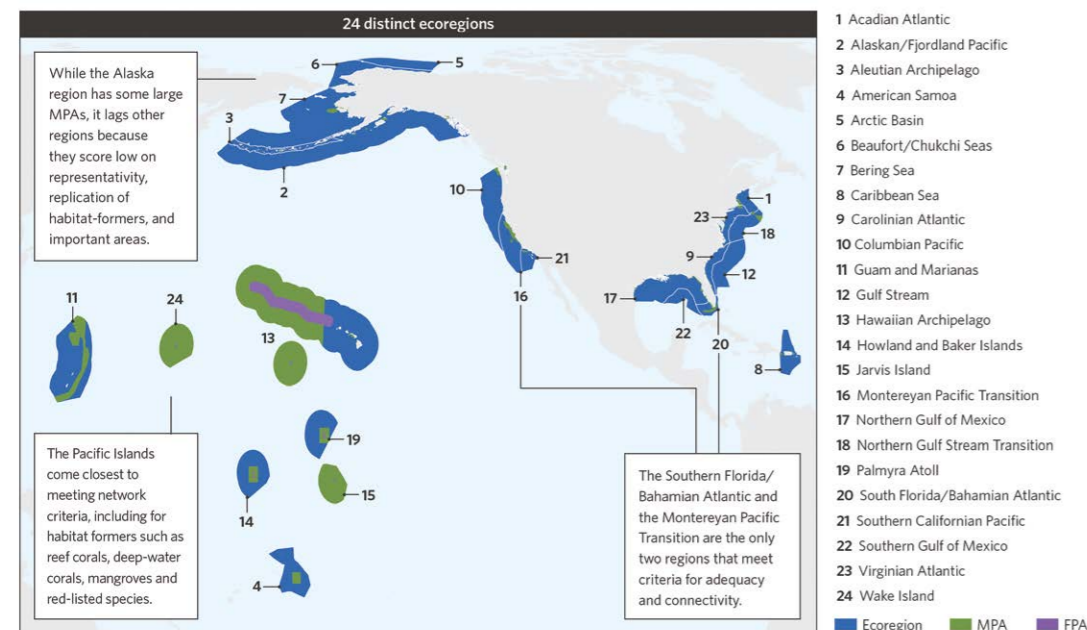 24 distinct ecoregions
While the Alaska
region has some large
MPAs, it lags other
regions because
they score low on
representativity,
replication of
habitat-formers, and
important areas.
6
5
7
3
2
10
1
23
18
9
21
12
16
17
22
20
8
11
24
13
19
15
14
4
The Pacific Islands
come closest to
meeting network
criteria, including for
habitat formers such as
reef corals, deep-water
corals, mangroves and
red-listed species.
The Southern Florida/
Bahamian Atlantic and
the Montereyan Pacific
Transition are the only
two regions that meet
criteria for adequacy
and connectivity.
1 Acadian Atlantic
2 Alaskan/Fjordland Pacific
3 Aleutian Archipelago
4 American Samoa
5 Arctic Basin
6 Beaufort/Chukchi Seas
7 Bering Sea
8 Caribbean Sea
9 Carolinian Atlantic
10 Columbian Pacific
11 Guam and Marianas
12 Gulf Stream
13 Hawaiian Archipelago
14 Howland and Baker Islands
15 Jarvis Island
16 Montereyan Pacific Transition
17 Northern Gulf of Mexico
18 Northern Gulf Stream Transition
19 Palmyra Atoll
20 South Florida/Bahamian Atlantic
21 Southern Californian Pacific
22 Southern Gulf of Mexico
23 Virginian Atlantic
24 Wake Island
Ecoregion MPA FPA